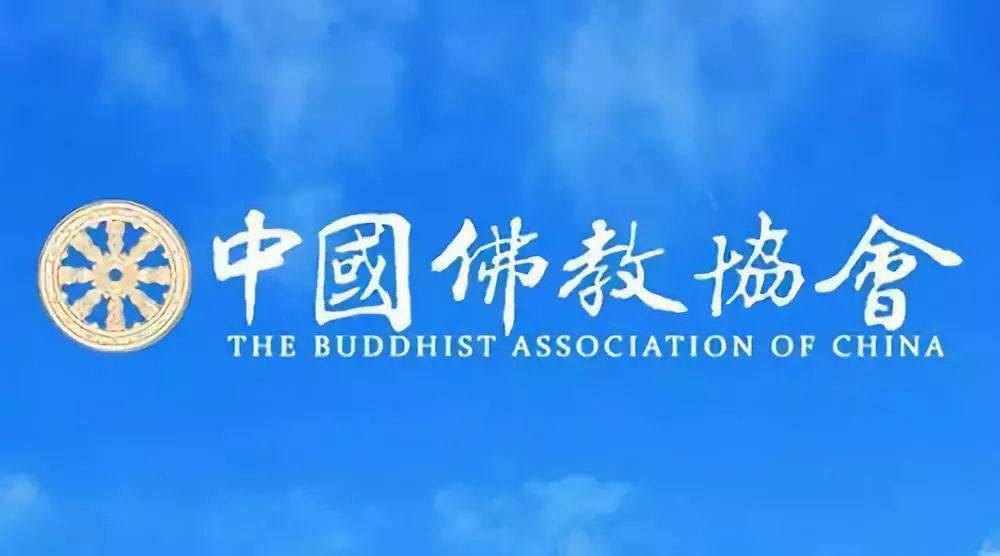 中國佛教協會
THE BUDDHIST ASSOCIATION OF CHINA